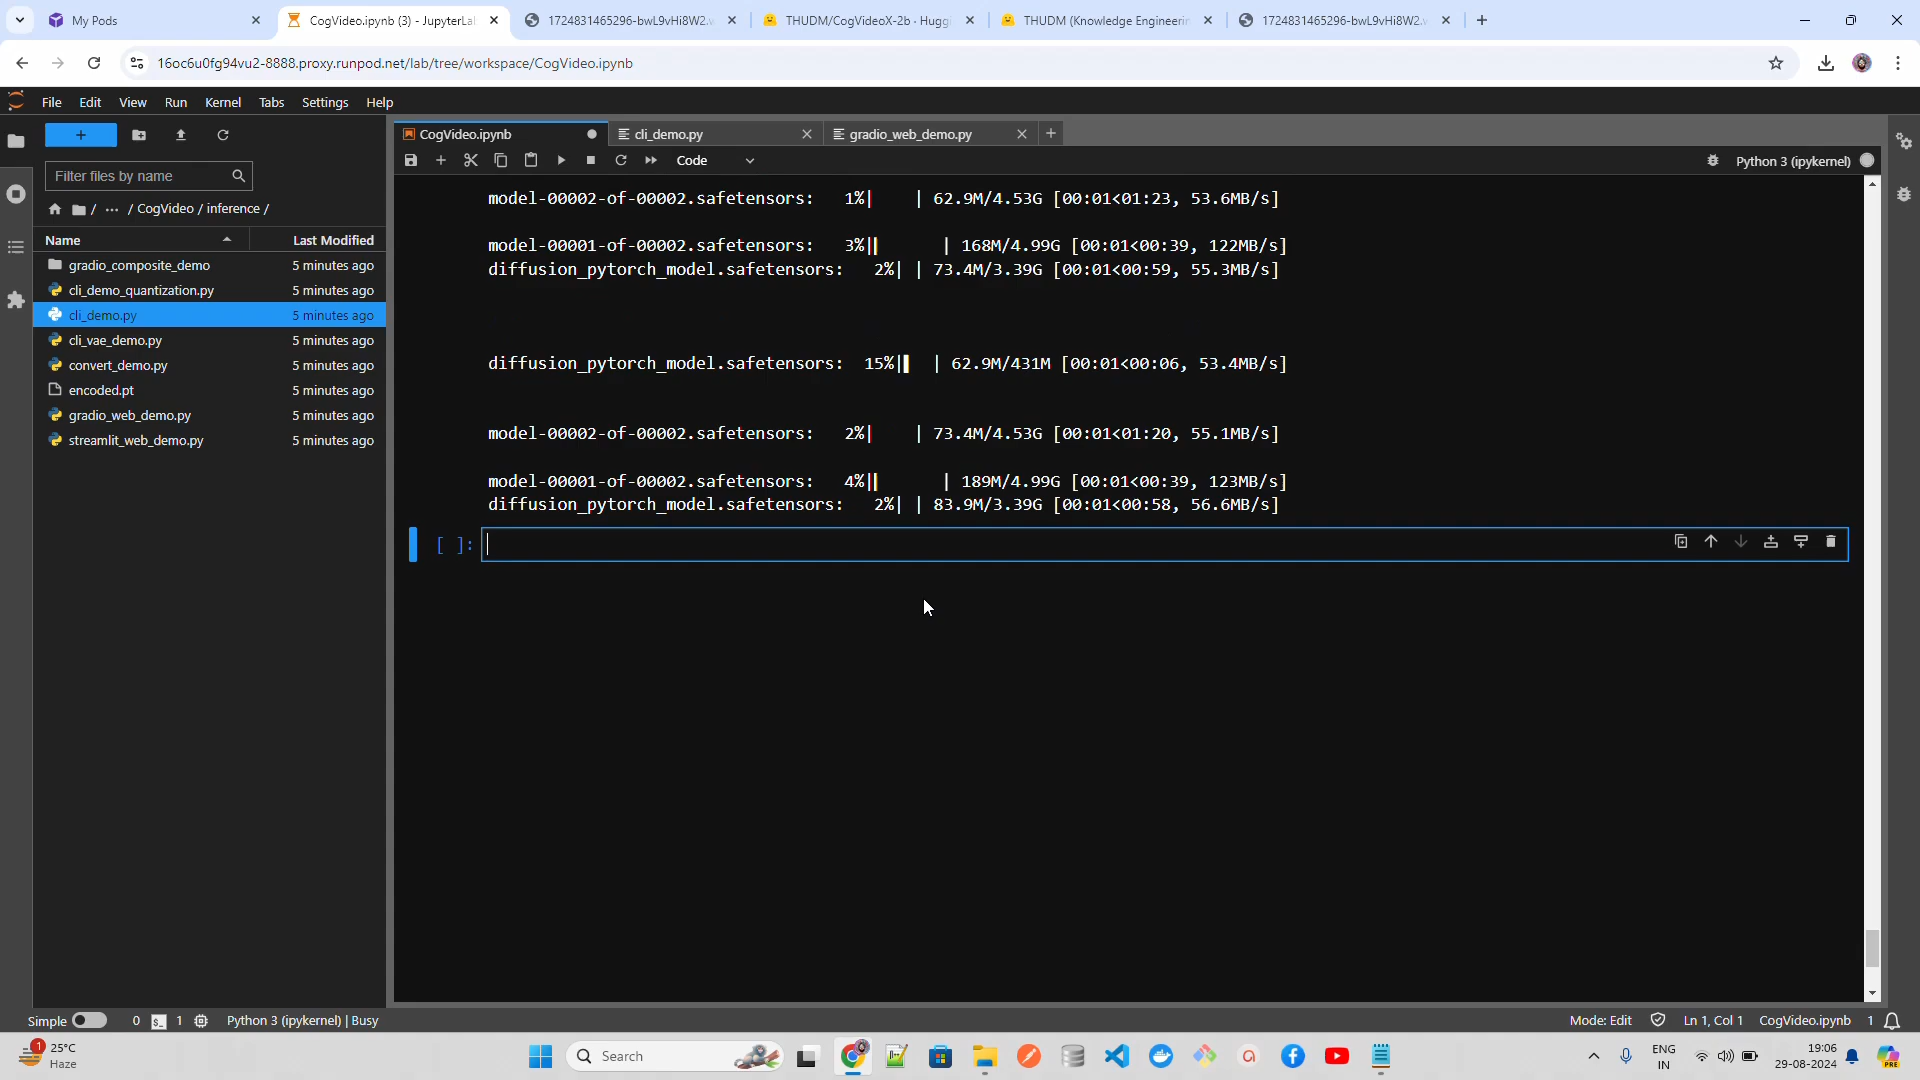 My Pods
CogVideo.ipynb (3) - JupyterLa
1724831465296-bwL9vHi8W2.
THUDM/CogVideoX-2b - Huggi
THUDM (Knowledge Engineerin
1724831465296-bwL9vHi8W2.
16oc6u0fg94vu2-8888.proxy.runpod.net/lab/tree/workspace/CogVideo.ipynb
File Edit View Run Kernel Tabs Settings Help
CogVideo.ipynb
cli_demo.py
gradio_web_demo.py
Code
Python 3 (ipykernel)
Filter files by name
/ ... / CogVideo / inference /
Name Last Modified
gradio_composite_demo 5 minutes ago
cli_demo_quantization.py 5 minutes ago
cli_demo.py 5 minutes ago
cli_vae_demo.py 5 minutes ago
convert_demo.py 5 minutes ago
encoded.pt 5 minutes ago
gradio_web_demo.py 5 minutes ago
streamlit_web_demo.py 5 minutes ago
model-00002-of-00002.safetensors: 1%| | 62.9M/4.53G [00:01<01:23, 53.6MB/s]
model-00001-of-00002.safetensors: 3%|| | 168M/4.99G [00:01<00:39, 122MB/s]
diffusion_pytorch_model.safetensors: 2%| | 73.4M/3.39G [00:01<00:59, 55.3MB/s]
diffusion_pytorch_model.safetensors: 15%|| | 62.9M/431M [00:01<00:06, 53.4MB/s]
model-00002-of-00002.safetensors: 2%| | 73.4M/4.53G [00:01<01:20, 55.1MB/s]
model-00001-of-00002.safetensors: 4%|| | 189M/4.99G [00:01<00:39, 123MB/s]
diffusion_pytorch_model.safetensors: 2%| | 83.9M/3.39G [00:01<00:58, 56.6MB/s]
[ ]:
Simple 0 1 Python 3 (ipykernel) | Busy
Mode: Edit Ln 1, Col 1 CogVideo.ipynb 1
1
25°C
Haze
Search
ENG
IN
19:06
29-08-2024
PRE